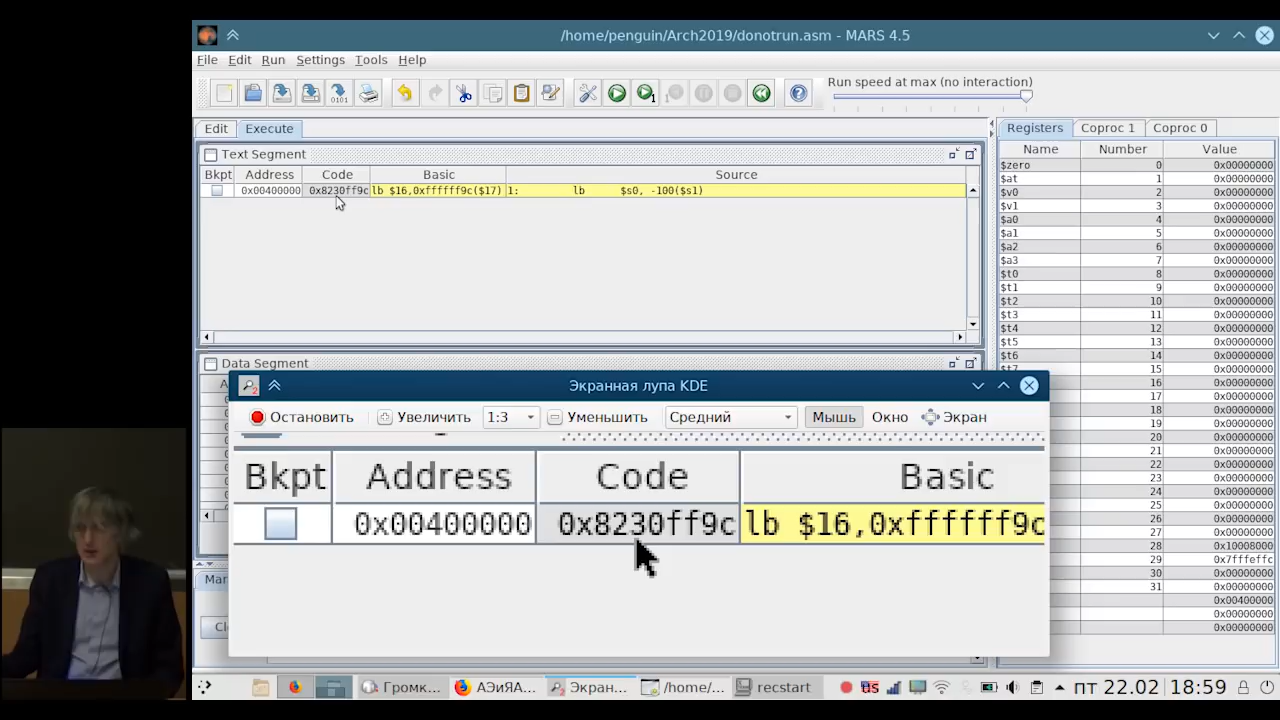 /home/penguin/Arch2019/donotrun.asm - MARS 4.5
File Edit Run Settings Tools Help
Run speed at max (no interaction)
Edit Execute
Registers Coproc 1 Coproc 0
Text Segment
Name Number Value
Bkpt Address Code Basic Source
0x00400000 0x8230ff9c lb $16,0xffffff9c($17) 1: lb $s0, -100($s1)
$zero 0 0x00000000
$at 1 0x00000000
$v0 2 0x00000000
$v1 3 0x00000000
$a0 4 0x00000000
$a1 5 0x00000000
$a2 6 0x00000000
$a3 7 0x00000000
$t0 8 0x00000000
$t1 9 0x00000000
$t2 10 0x00000000
$t3 11 0x00000000
$t4 12 0x00000000
$t5 13 0x00000000
$t6 14 0x00000000
$t7 15 0x00000000
16 0x00000000
17 0x00000000
18 0x00000000
19 0x00000000
20 0x00000000
21 0x00000000
22 0x00000000
23 0x00000000
24 0x00000000
25 0x00000000
26 0x00000000
27 0x00000000
28 0x10008000
29 0x7fffeffc
30 0x00000000
31 0x00000000
0x00400000
0x00000000
0x00000000
Data Segment
Экранная лупа KDE
Остановить Увеличить 1:3 Уменьшить Средний Мышь Окно Экран
Bkpt Address Code Basic
0x00400000 0x8230ff9c lb $16,0xffffff9c
Mar
Cl
Громк... АЭиЯА... Экран... /home/... recstart us пт 22.02 18:59